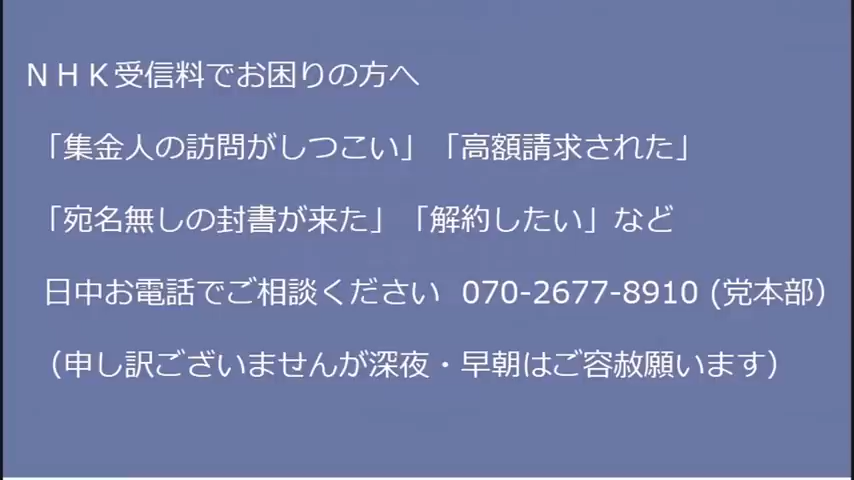 ＮＨＫ受信料でお困りの方へ
「集金人の訪問がしつこい」「高額請求された」
「宛名無しの封書が来た」「解約したい」など
日中お電話でご相談ください 070-2677-8910 (党本部）
（申し訳ございませんが深夜・早朝はご容赦願います）